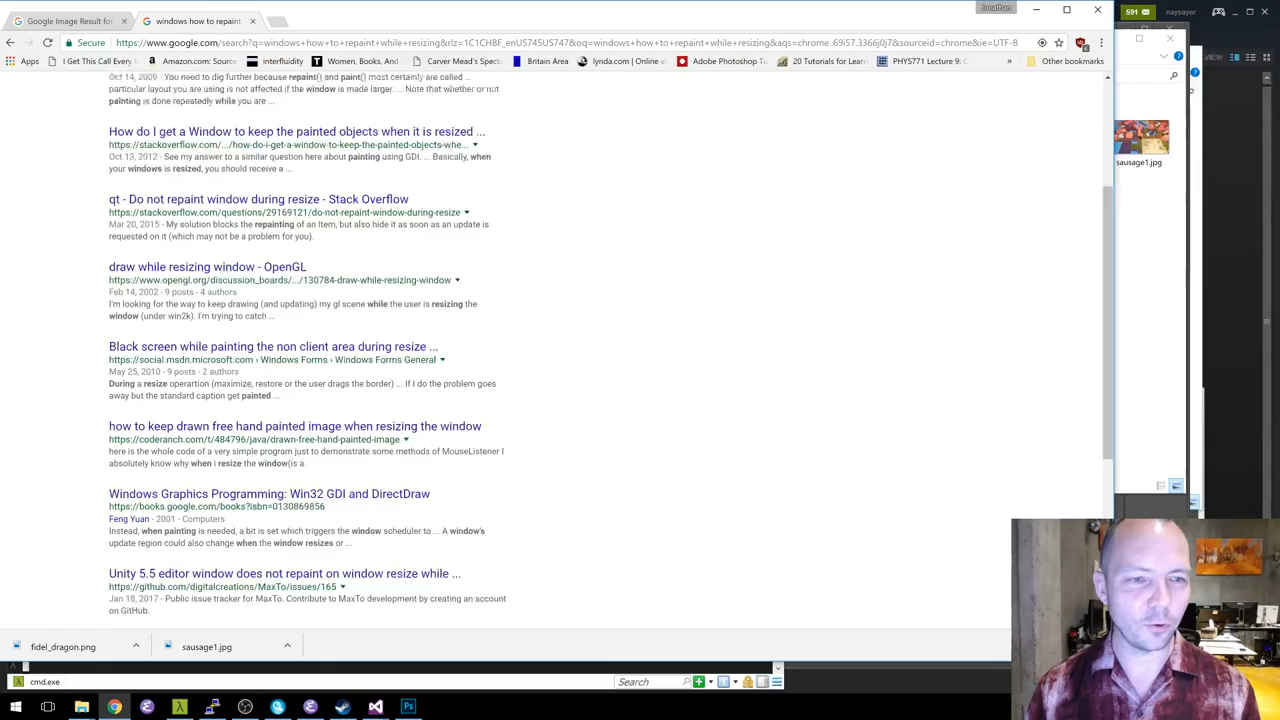 Jonathan
591
naysayer
Google Image Result for
windows how to repaint
Secure
https://www.google.com/search?q=windows+how+to+repaint+while+resizing&rlz=1C1CHBF_enUS745US747&oq=windows+how+to+repaint+while+resizing&aqs=chrome..69i57.3366j0j7&sourceid=chrome&ie=UTF-8
VIEW
Apps
I Get This Call Every
Amazon.com: Sourc
interfluidity
Women, Books, And
Carver Mead's Specta
Britain Area
lynda.com | Online
Adobe Photoshop Tu
20 Tutorials for Learn
PHYS771 Lecture 9:
»
Other bookmarks
Oct 14, 2009 - You need to dig further because repaint() and paint() most certainly are called ...
particular layout you are using is not affected if the window is made larger. ... Note that whether or not
painting is done repeatedly while you are ...
How do I get a Window to keep the painted objects when it is resized ...
https://stackoverflow.com/.../how-do-i-get-a-window-to-keep-the-painted-objects-whe...
Oct 13, 2012 - See my answer to a similar question here about painting using GDI. ... Basically, when
your windows is resized, you should receive a ...
sausage1.jpg
qt - Do not repaint window during resize - Stack Overflow
https://stackoverflow.com/questions/29169121/do-not-repaint-window-during-resize
Mar 20, 2015 - My solution blocks the repainting of an Item, but also hide it as soon as an update is
requested on it (which may not be a problem for you).
draw while resizing window - OpenGL
https://www.opengl.org/discussion_boards/.../130784-draw-while-resizing-window
Feb 14, 2002 - 9 posts - 4 authors
I'm looking for the way to keep drawing (and updating) my gl scene while the user is resizing the
window (under win2k). I'm trying to catch ...
Black screen while painting the non client area during resize ...
https://social.msdn.microsoft.com › Windows Forms › Windows Forms General
May 25, 2010 - 9 posts - 2 authors
During a resize operartion (maximize, restore or the user drags the border) ... If I do the problem goes
away but the standard caption get painted ...
how to keep drawn free hand painted image when resizing the window
https://coderanch.com/t/484796/java/drawn-free-hand-painted-image
here is the whole code of a very simple program just to demonstrate some methods of MouseListener I
absolutely know why when i resize the window(is a.
Windows Graphics Programming: Win32 GDI and DirectDraw
https://books.google.com/books?isbn=0130869856
Feng Yuan - 2001 - Computers
Instead, when painting is needed, a bit is set which triggers the window scheduler to ... A window's
update region could also change when the window resizes or ...
Unity 5.5 editor window does not repaint on window resize while ...
https://github.com/digitalcreations/MaxTo/issues/165
Jan 18, 2017 - Public issue tracker for MaxTo. Contribute to MaxTo development by creating an account
on GitHub.
fidel_dragon.png
sausage1.jpg
cmd.exe
Search